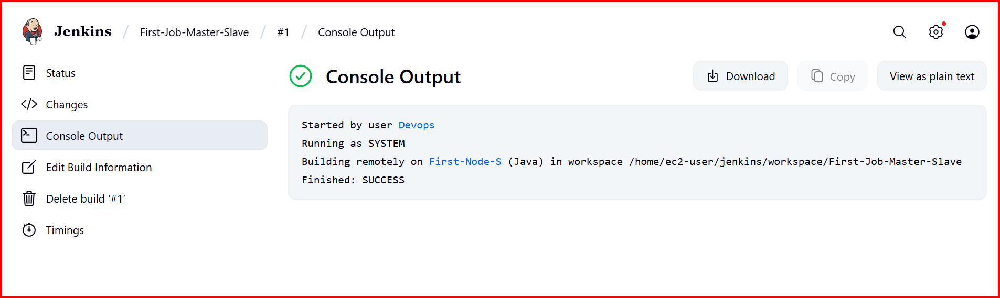 Jenkins / First-Job-Master-Slave / #1 / Console Output
Status
Changes
Console Output
Edit Build Information
Delete build ‘#1’
Timings
Console Output
Download
Copy
View as plain text
Started by user Devops
Running as SYSTEM
Building remotely on First-Node-S (Java) in workspace /home/ec2-user/jenkins/workspace/First-Job-Master-Slave
Finished: SUCCESS